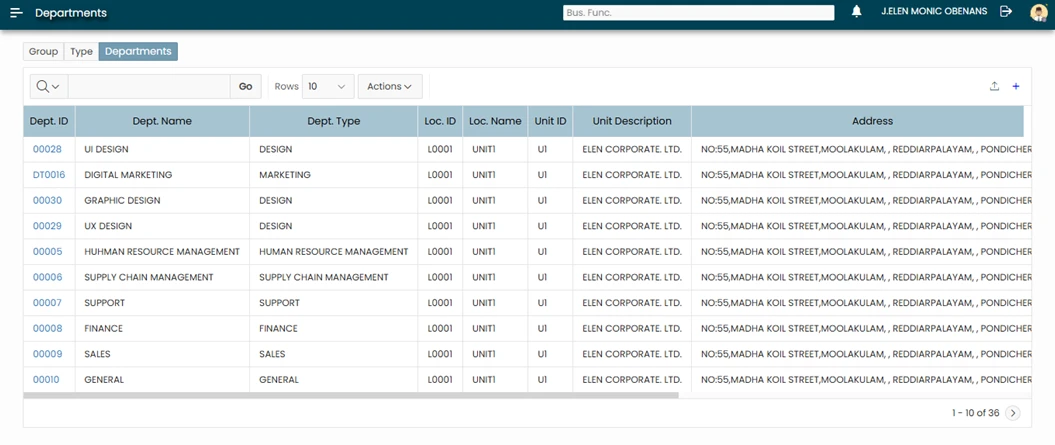 Departments Bus. Func. J.ELEN MONIC OBENANS
Group Type Departments
Go Rows 10 Actions
Dept. ID Dept. Name Dept. Type Loc. ID Loc. Name Unit ID Unit Description Address
00028 UI DESIGN DESIGN L0001 UNIT1 U1 ELEN CORPORATE. LTD. NO:55,MADHA KOIL STREET,MOOLAKULAM, , REDDIARPALAYAM, , PONDICHER
DT0016 DIGITAL MARKETING MARKETING L0001 UNIT1 U1 ELEN CORPORATE. LTD. NO:55,MADHA KOIL STREET,MOOLAKULAM, , REDDIARPALAYAM, , PONDICHER
00030 GRAPHIC DESIGN DESIGN L0001 UNIT1 U1 ELEN CORPORATE. LTD. NO:55,MADHA KOIL STREET,MOOLAKULAM, , REDDIARPALAYAM, , PONDICHER
00029 UX DESIGN DESIGN L0001 UNIT1 U1 ELEN CORPORATE. LTD. NO:55,MADHA KOIL STREET,MOOLAKULAM, , REDDIARPALAYAM, , PONDICHER
00005 HUHMAN RESOURCE MANAGEMENT HUMAN RESOURCE MANAGEMENT L0001 UNIT1 U1 ELEN CORPORATE. LTD. NO:55,MADHA KOIL STREET,MOOLAKULAM, , REDDIARPALAYAM, , PONDICHER
00006 SUPPLY CHAIN MANAGEMENT SUPPLY CHAIN MANAGEMENT L0001 UNIT1 U1 ELEN CORPORATE. LTD. NO:55,MADHA KOIL STREET,MOOLAKULAM, , REDDIARPALAYAM, , PONDICHER
00007 SUPPORT SUPPORT L0001 UNIT1 U1 ELEN CORPORATE. LTD. NO:55,MADHA KOIL STREET,MOOLAKULAM, , REDDIARPALAYAM, , PONDICHER
00008 FINANCE FINANCE L0001 UNIT1 U1 ELEN CORPORATE. LTD. NO:55,MADHA KOIL STREET,MOOLAKULAM, , REDDIARPALAYAM, , PONDICHER
00009 SALES SALES L0001 UNIT1 U1 ELEN CORPORATE. LTD. NO:55,MADHA KOIL STREET,MOOLAKULAM, , REDDIARPALAYAM, , PONDICHER
00010 GENERAL GENERAL L0001 UNIT1 U1 ELEN CORPORATE. LTD. NO:55,MADHA KOIL STREET,MOOLAKULAM, , REDDIARPALAYAM, , PONDICHER
1 - 10 of 36